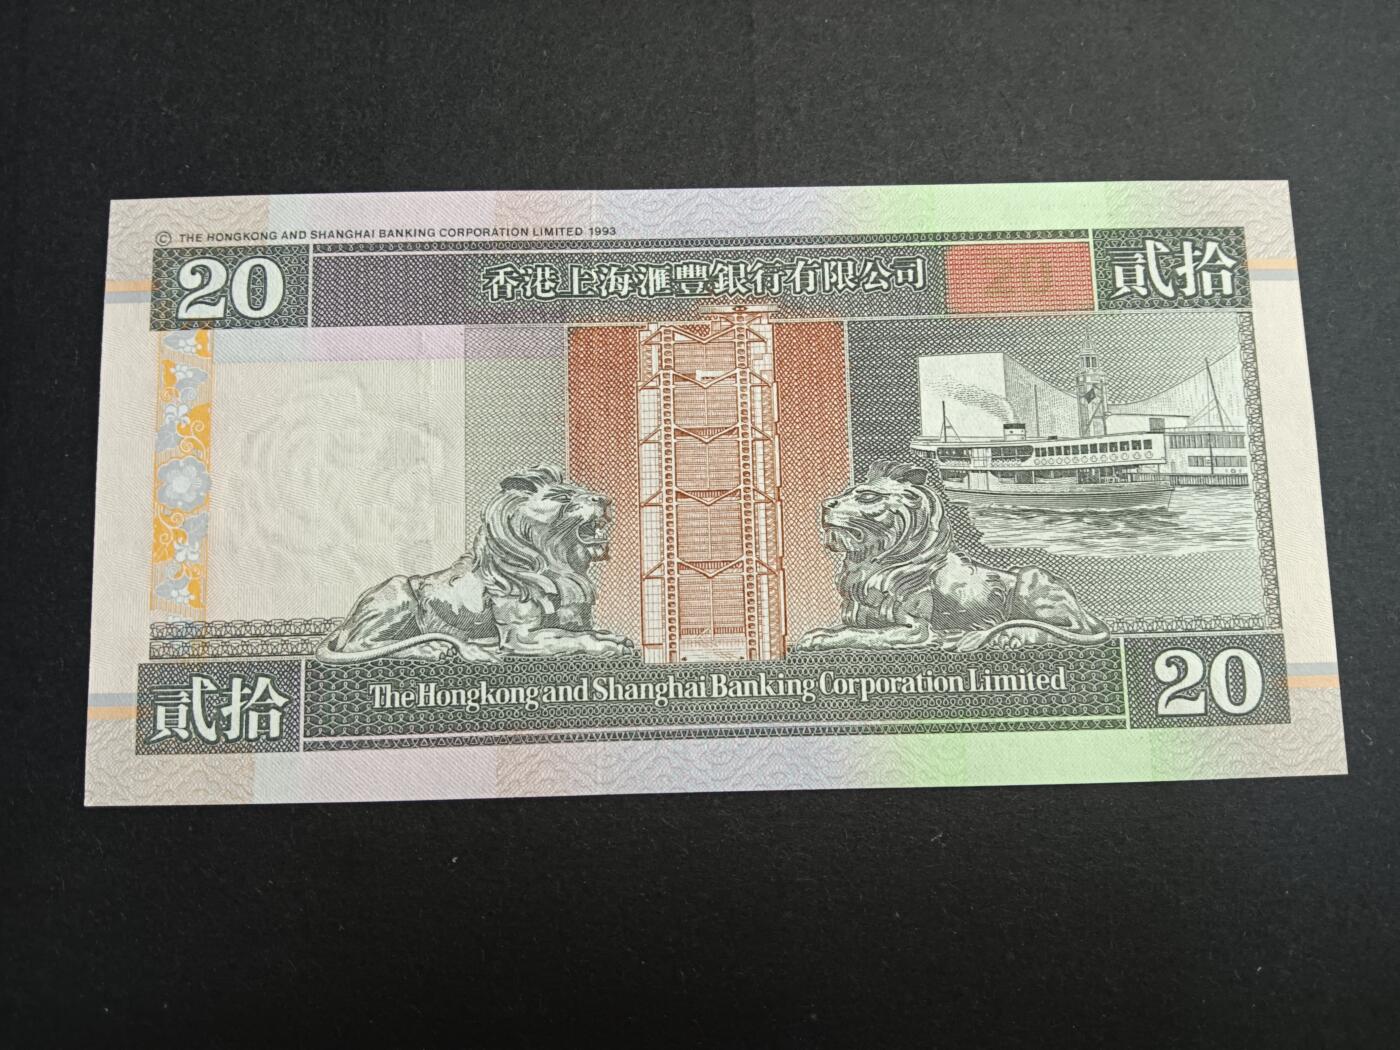 © THE HONGKONG AND SHANGHAI BANKING CORPORATION LIMITED 1993
20 香港上海滙豐銀行有限公司 20 貳拾
貳拾 The Hongkong and Shanghai Banking Corporation Limited 20